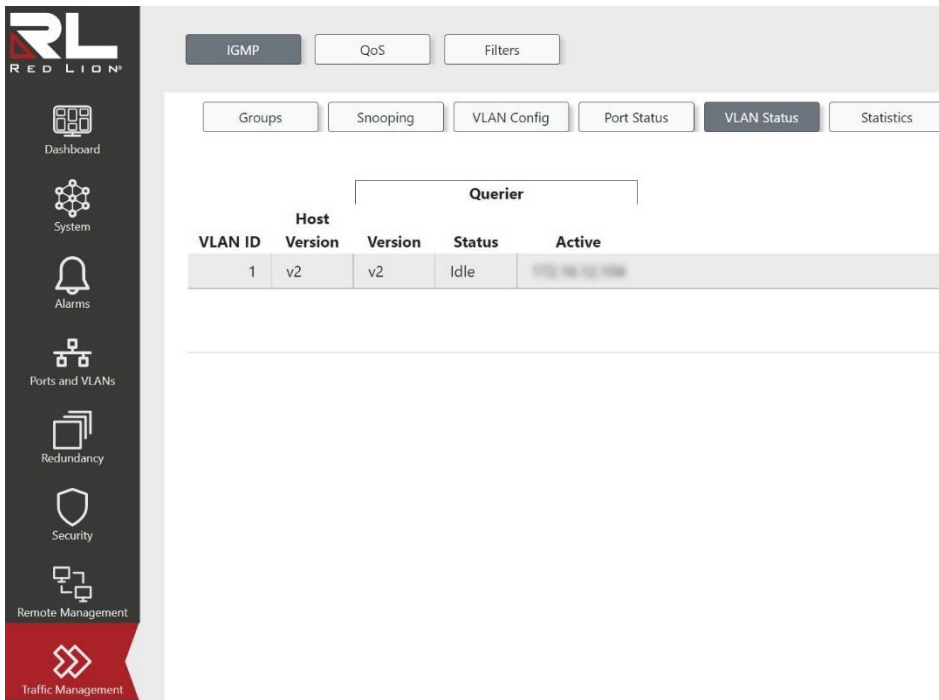 RL
RED LION®
IGMP
QoS
Filters
Groups
Snooping
VLAN Config
Port Status
VLAN Status
Statistics
Dashboard
System
Alarms
Ports and VLANs
Redundancy
Security
Remote Management
Traffic Management
Querier
VLAN ID Host Version Version Status Active
1 v2 v2 Idle